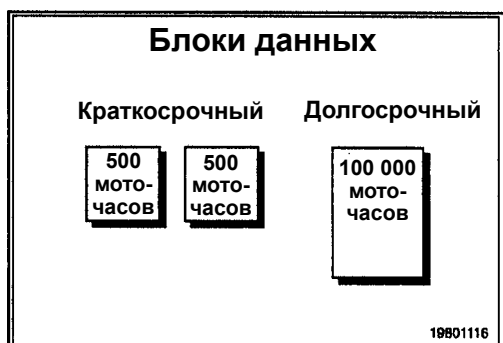 Блоки данных
Краткосрочный Долгосрочный
500
мото-
часов
500
мото-
часов
100 000
мото-
часов
19801116